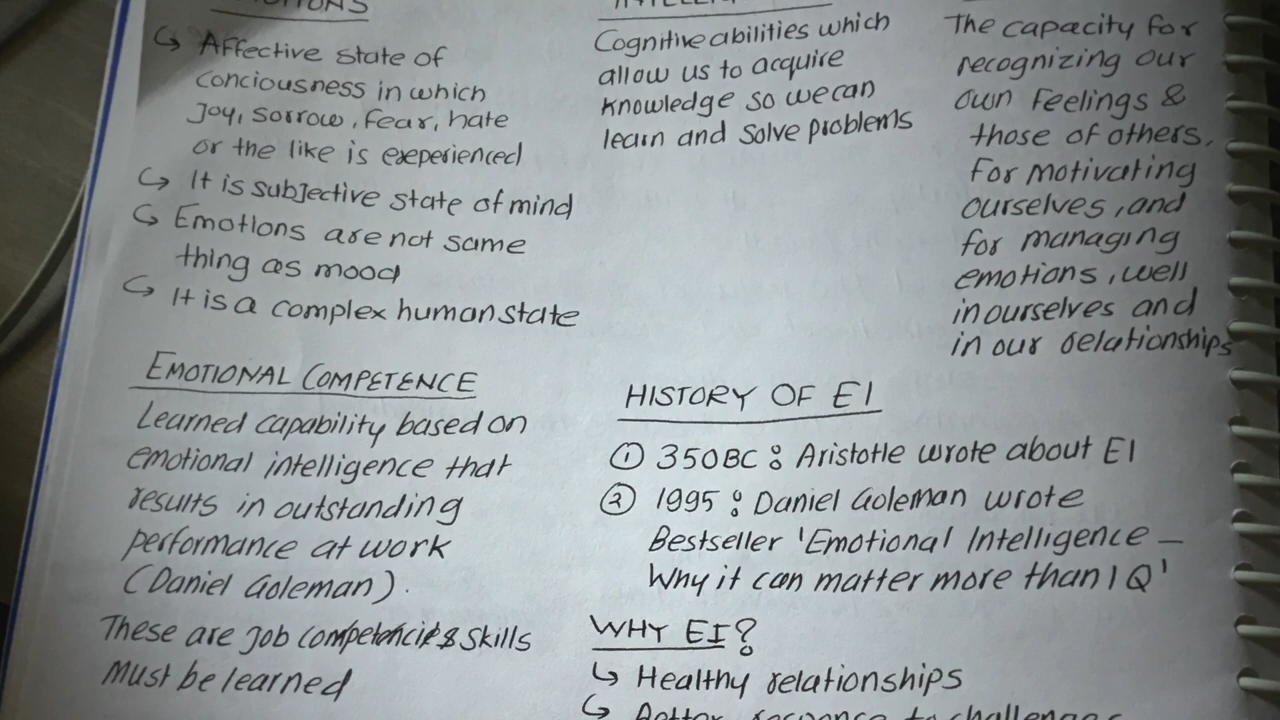 Affective state of
conciousness in which
Joy, sorrow, fear, hate
or the like is experienced
↳ It is subjective state of mind
↳ Emotions are not same
thing as mood
↳ It is a complex human state
Cognitive abilities which
allow us to acquire
knowledge so we can
learn and solve problems
The capacity for
recognizing our
own feelings &
those of others,
For motivating
ourselves, and
for managing
emotions, well
in ourselves and
in our relationships
EMOTIONAL COMPETENCE
Learned capability based on
emotional intelligence that
results in outstanding
performance at work
(Daniel Goleman).
These are job competencies & skills
Must be learned
HISTORY OF EI
① 350BC : Aristotle wrote about EI
② 1995 : Daniel Goleman wrote
Bestseller 'Emotional Intelligence –
Why it can matter more than IQ'
WHY EI?
↳ Healthy relationships